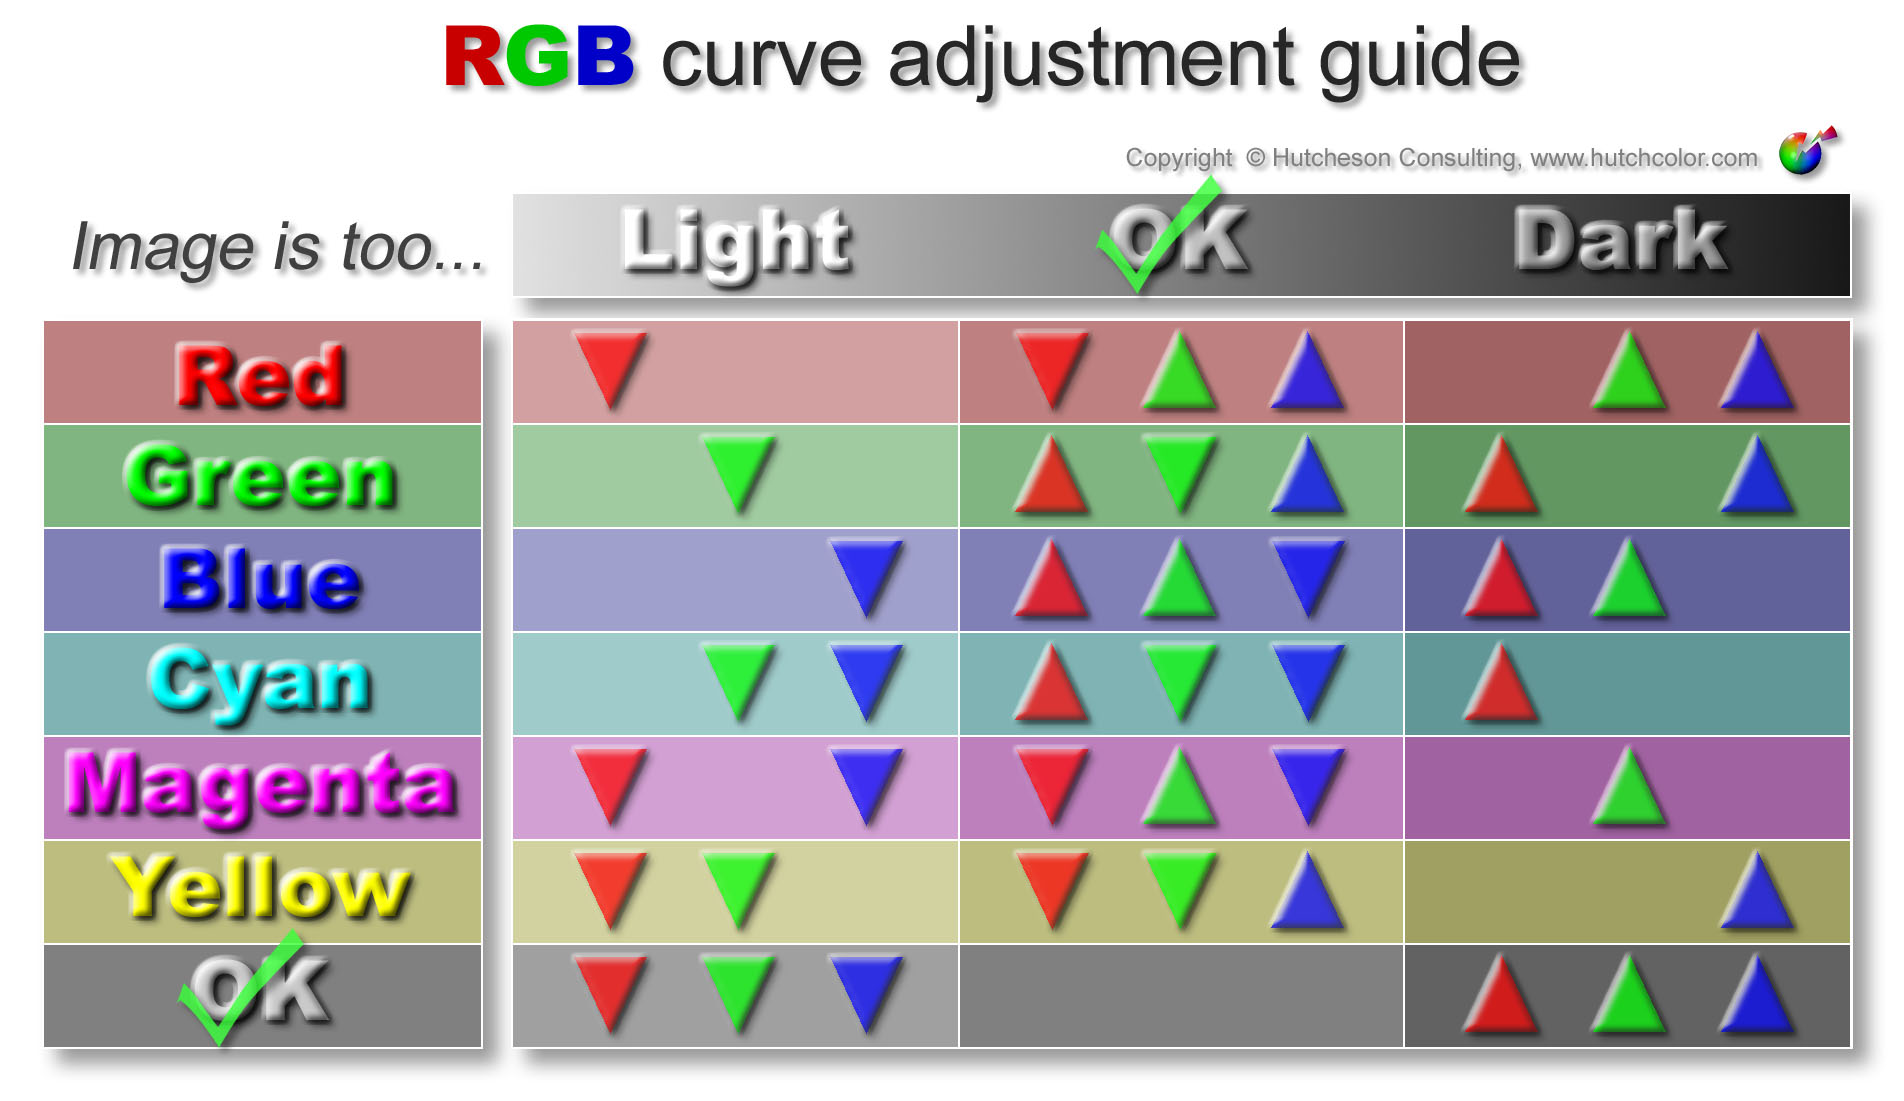 RGB curve adjustment guide
Copyright © Hutcheson Consulting, www.hutchcolor.com
Image is too... Light OK Dark
Red
Green
Blue
Cyan
Magenta
Yellow
OK